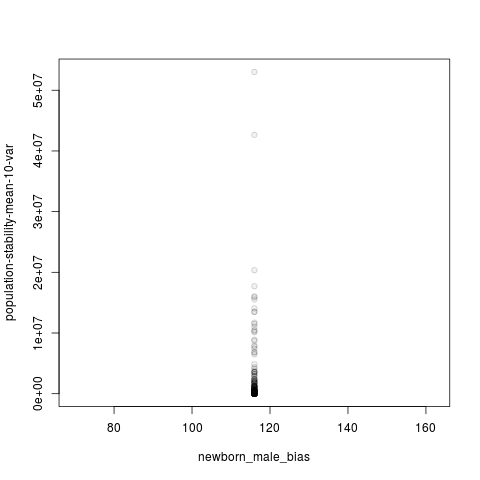 population-stability-mean-10-var
5e+07
4e+07
3e+07
2e+07
1e+07
0e+00
80
100
120
140
160
newborn_male_bias